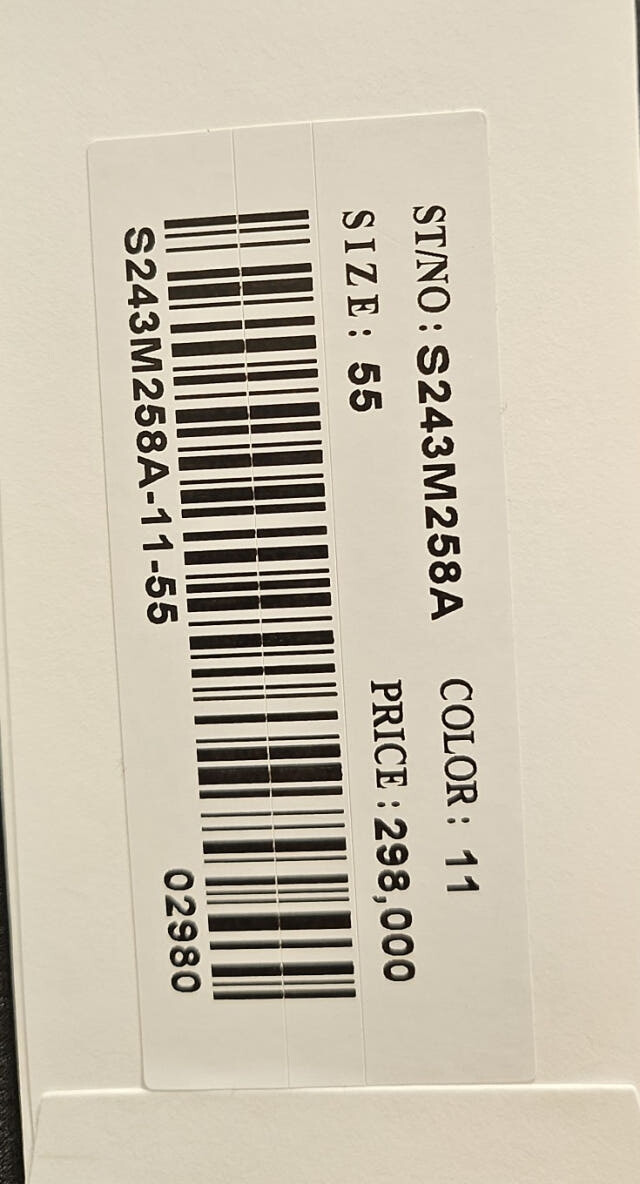 ST/NO: S243M258A COLOR: 11
SIZE: 55 PRICE: 298,000
S243M258A-11-55 02980